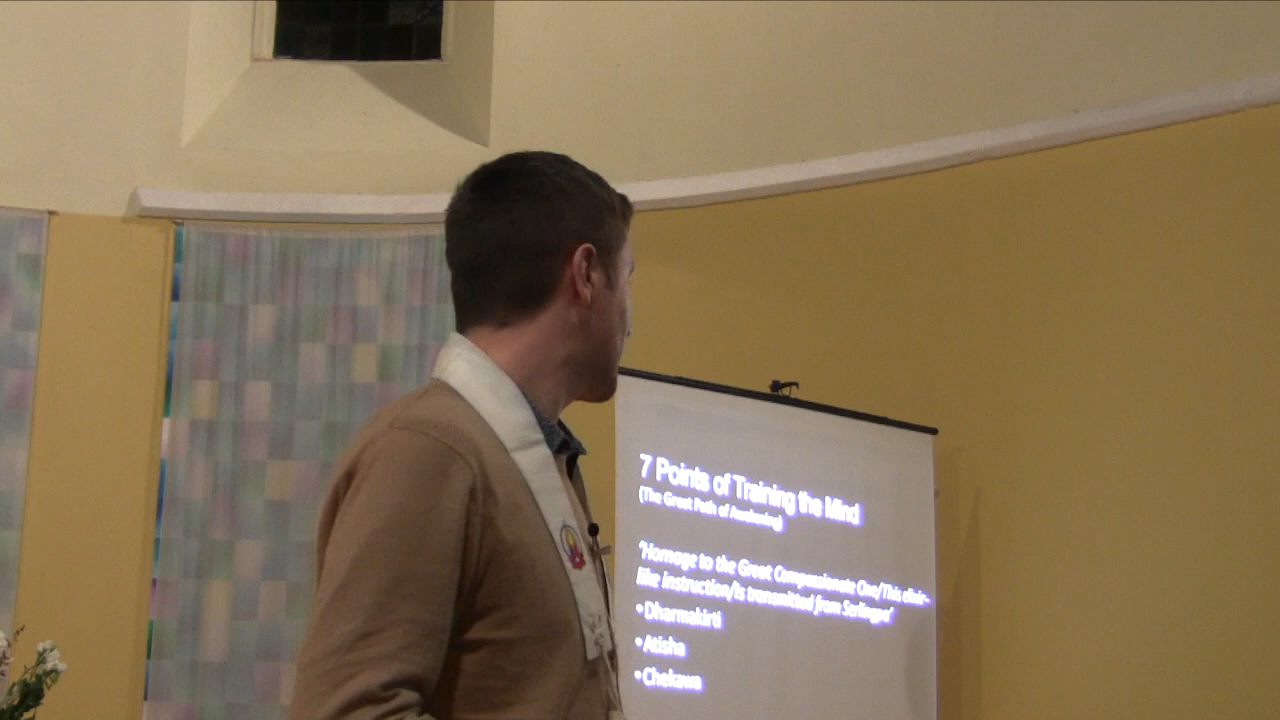 7 Points of Training the Mind
(The Great Path of Awakening)
'Homage to the Great Compassionate One/This elixir-
like instruction/is transmitted from Serlingpa'
• Dharmakirti
• Atisha
• Chekawa